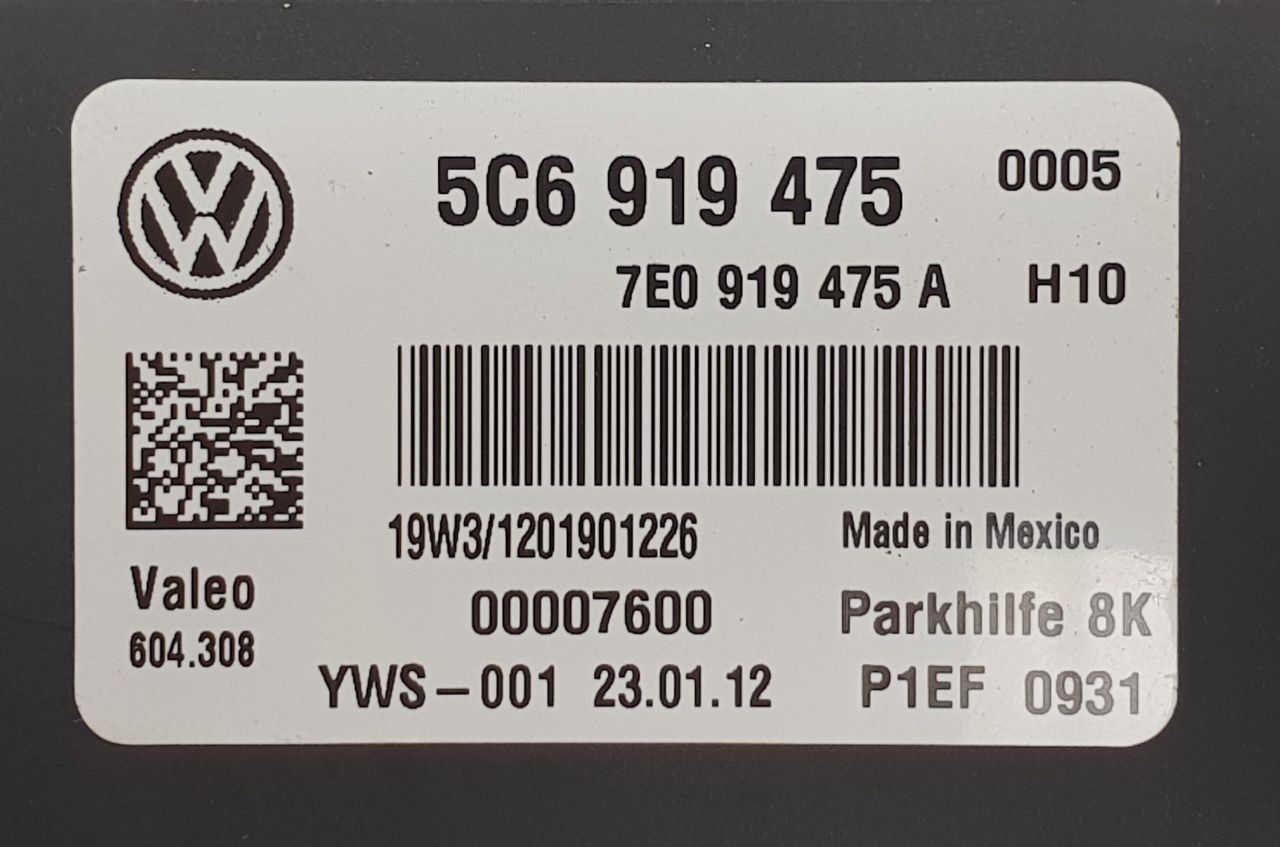 5C6 919 475 0005
7E0 919 475 A H10
19W3/1201901226 Made in Mexico
Valeo 00007600 Parkhilfe 8K
604.308
YWS-001 23.01.12 P1EF 0931